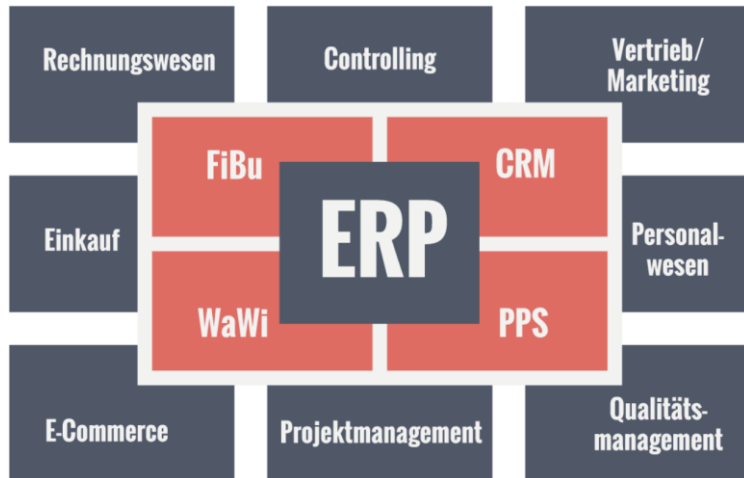 Rechnungswesen
Controlling
Vertrieb/
Marketing
FiBu
CRM
Einkauf
ERP
Personal-
wesen
WaWi
PPS
E-Commerce
Projektmanagement
Qualitäts-
management